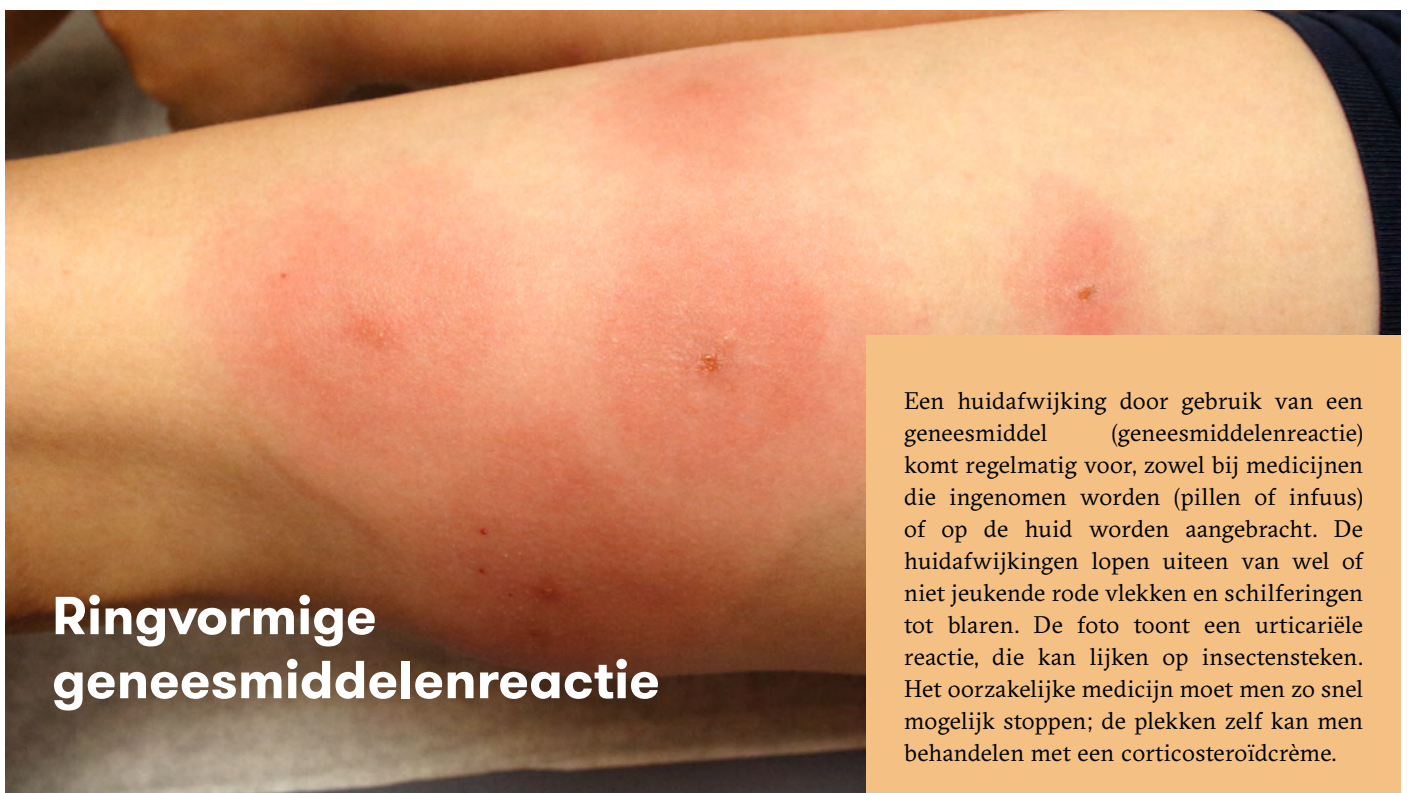 Ringvormige
geneesmiddelenreactie
Een huidafwijking door gebruik van een
geneesmiddel (geneesmiddelenreactie)
komt regelmatig voor, zowel bij medicijnen
die ingenomen worden (pillen of infuus)
of op de huid worden aangebracht. De
huidafwijkingen lopen uiteen van wel of
niet jeukende rode vlekken en schilferingen
tot blaren. De foto toont een urticariële
reactie, die kan lijken op insectensteken.
Het oorzakelijke medicijn moet men zo snel
mogelijk stoppen; de plekken zelf kan men
behandelen met een corticosteroïdcrème.